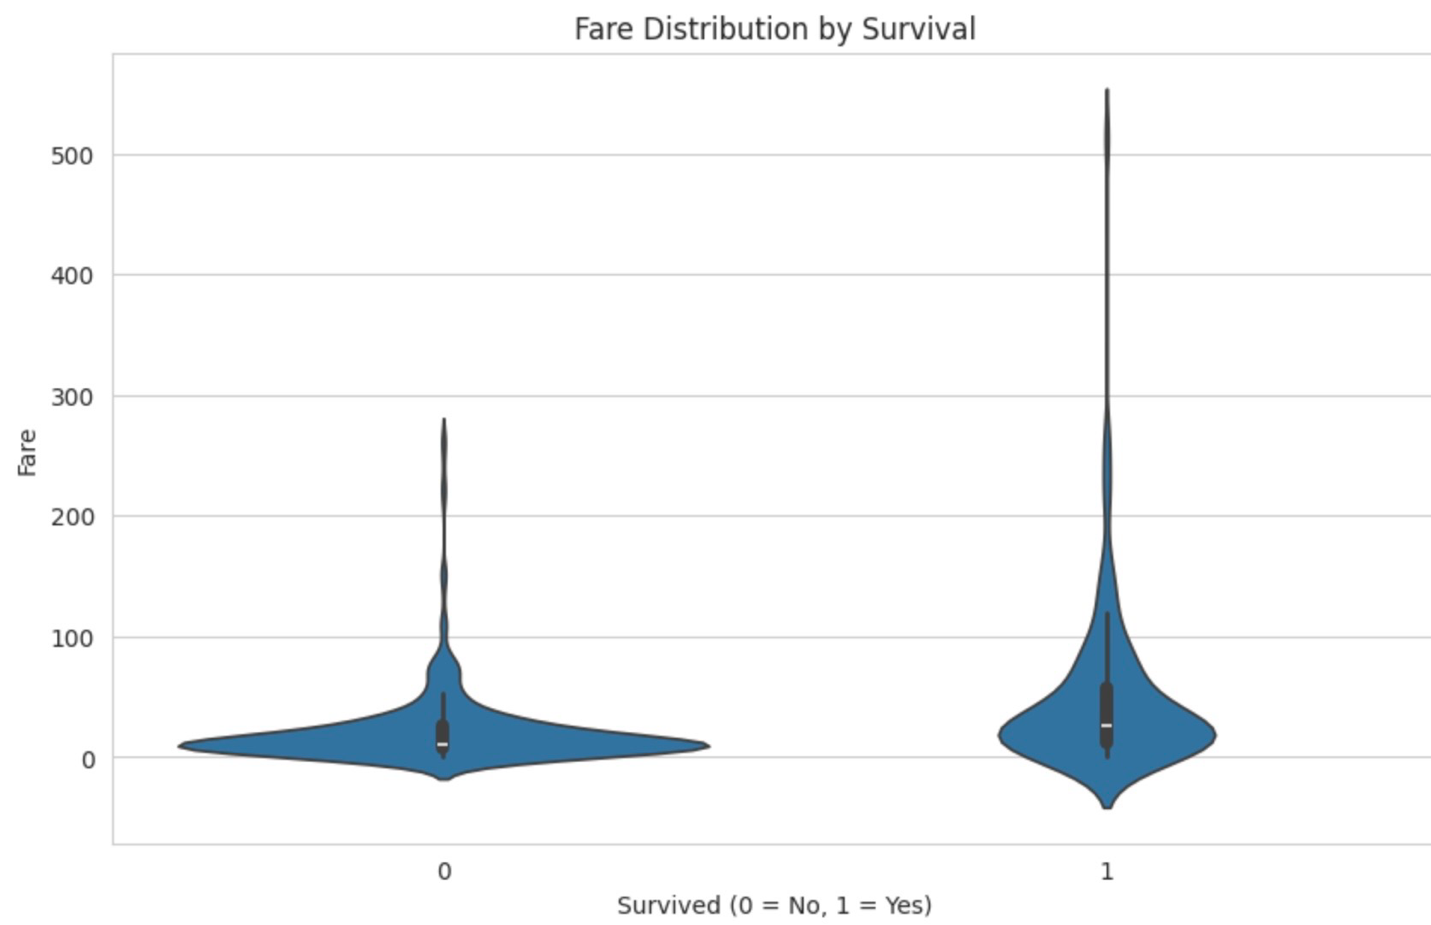 Fare Distribution by Survival
500
400
300
200
100
0
Fare
0 1
Survived (0 = No, 1 = Yes)